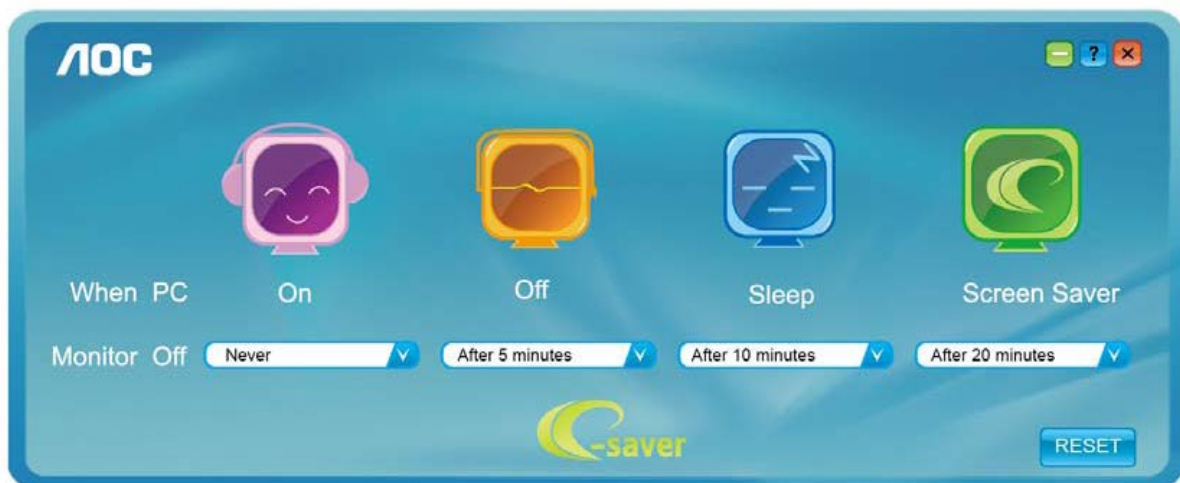 AOC
?
When PC On Off Sleep Screen Saver
Monitor Off Never After 5 minutes After 10 minutes After 20 minutes
e-saver
RESET